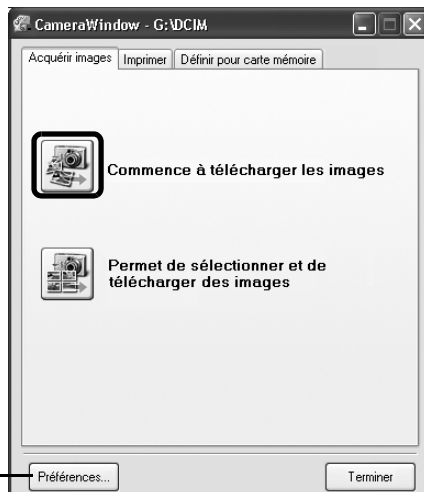 CameraWindow - G:\DCIM
Acquérir images
Imprimer
Définir pour carte mémoire
Commence à télécharger les images
Permet de sélectionner et de
télécharger des images
Préférences...
Terminer